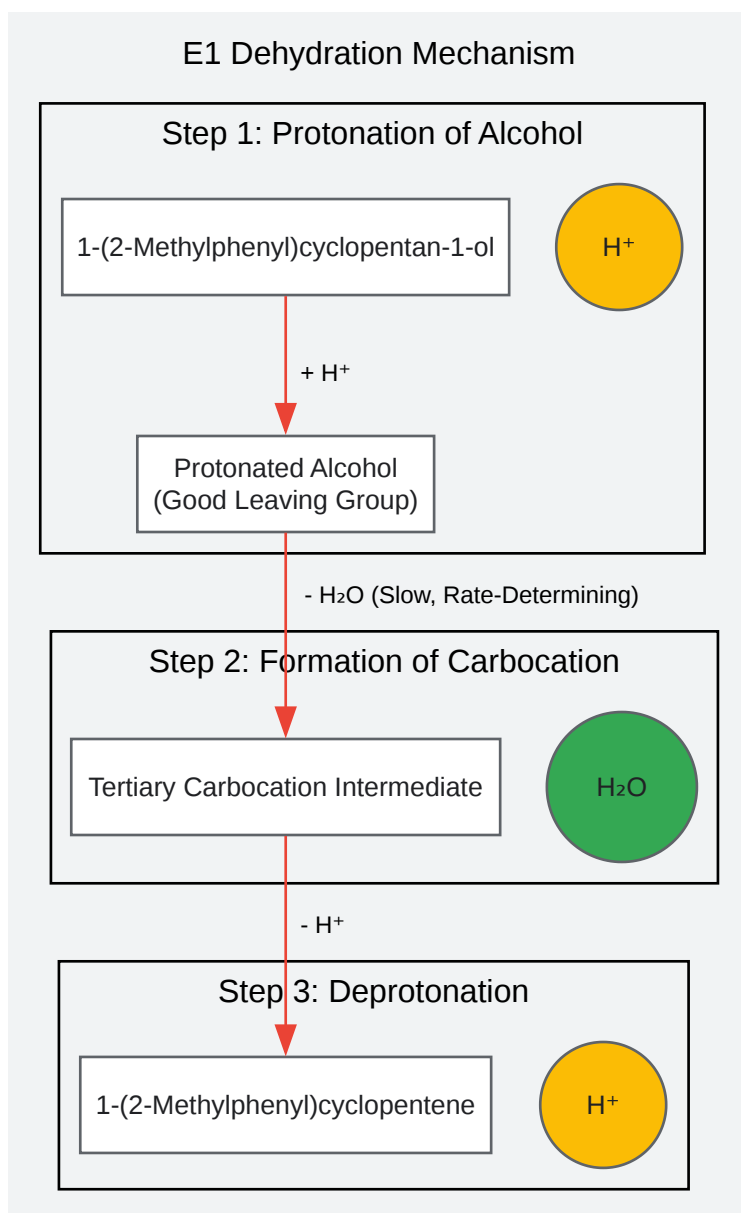 E1 Dehydration Mechanism
Step 1: Protonation of Alcohol
1-(2-Methylphenyl)cyclopentan-1-ol
H⁺
+ H⁺
Protonated Alcohol
(Good Leaving Group)
- H₂O (Slow, Rate-Determining)
Step 2: Formation of Carbocation
Tertiary Carbocation Intermediate
H₂O
- H⁺
Step 3: Deprotonation
1-(2-Methylphenyl)cyclopentene
H⁺